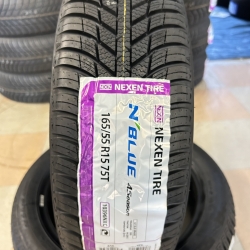 NEXEN TIRE
165/55 R15 75T
N'BLUE
4Season
NEXEN TIRE